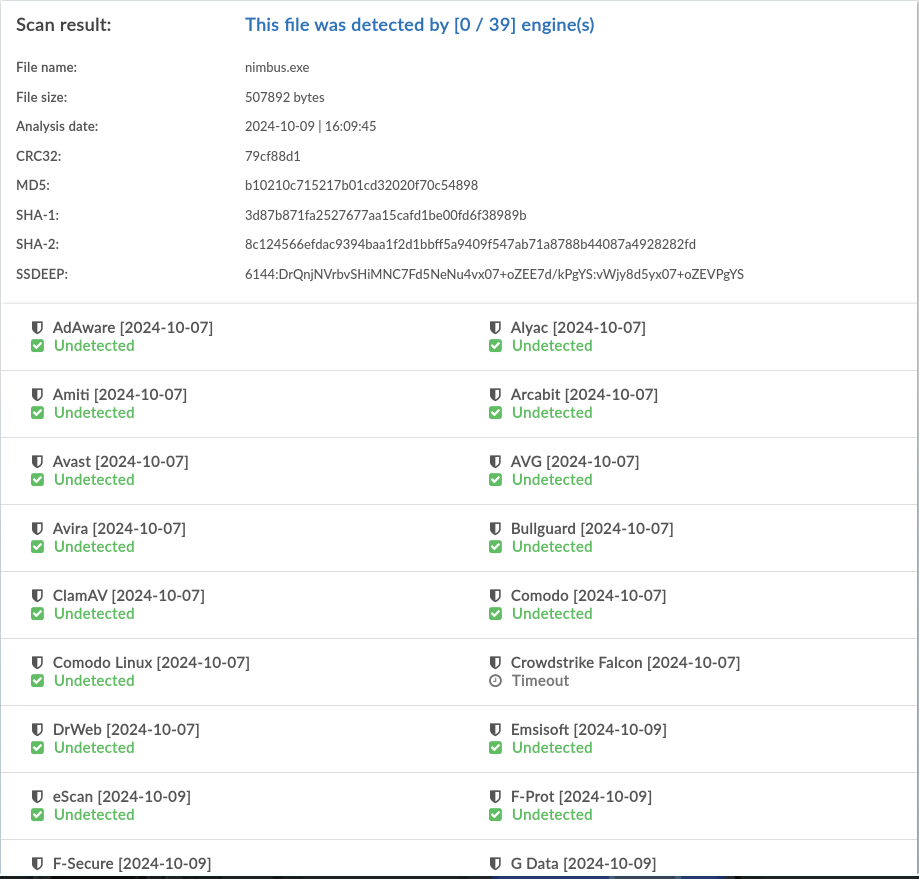 Scan result: This file was detected by [0 / 39] engine(s)
File name: nimbus.exe
File size: 507892 bytes
Analysis date: 2024-10-09 | 16:09:45
CRC32: 79cf88d1
MD5: b10210c715217b01cd32020f70c54898
SHA-1: 3d87b871fa2527677aa15cafd1be00fd6f38989b
SHA-2: 8c124566efdac9394baa1f2d1bbff5a9409f547ab71a8788b44087a4928282fd
SSDEEP: 6144:DrQnjNVrbvSHiMNC7Fd5NeNu4vx07+oZEE7d/kPgYS:vWjy8d5yx07+oZEVPgYS
AdAware [2024-10-07] Alyac [2024-10-07]
Undetected Undetected
Amiti [2024-10-07] Arcabit [2024-10-07]
Undetected Undetected
Avast [2024-10-07] AVG [2024-10-07]
Undetected Undetected
Avira [2024-10-07] Bullguard [2024-10-07]
Undetected Undetected
ClamAV [2024-10-07] Comodo [2024-10-07]
Undetected Undetected
Comodo Linux [2024-10-07] Crowdstrike Falcon [2024-10-07]
Undetected Timeout
DrWeb [2024-10-07] Emsisoft [2024-10-09]
Undetected Undetected
eScan [2024-10-09] F-Prot [2024-10-09]
Undetected Undetected
F-Secure [2024-10-09] G Data [2024-10-09]